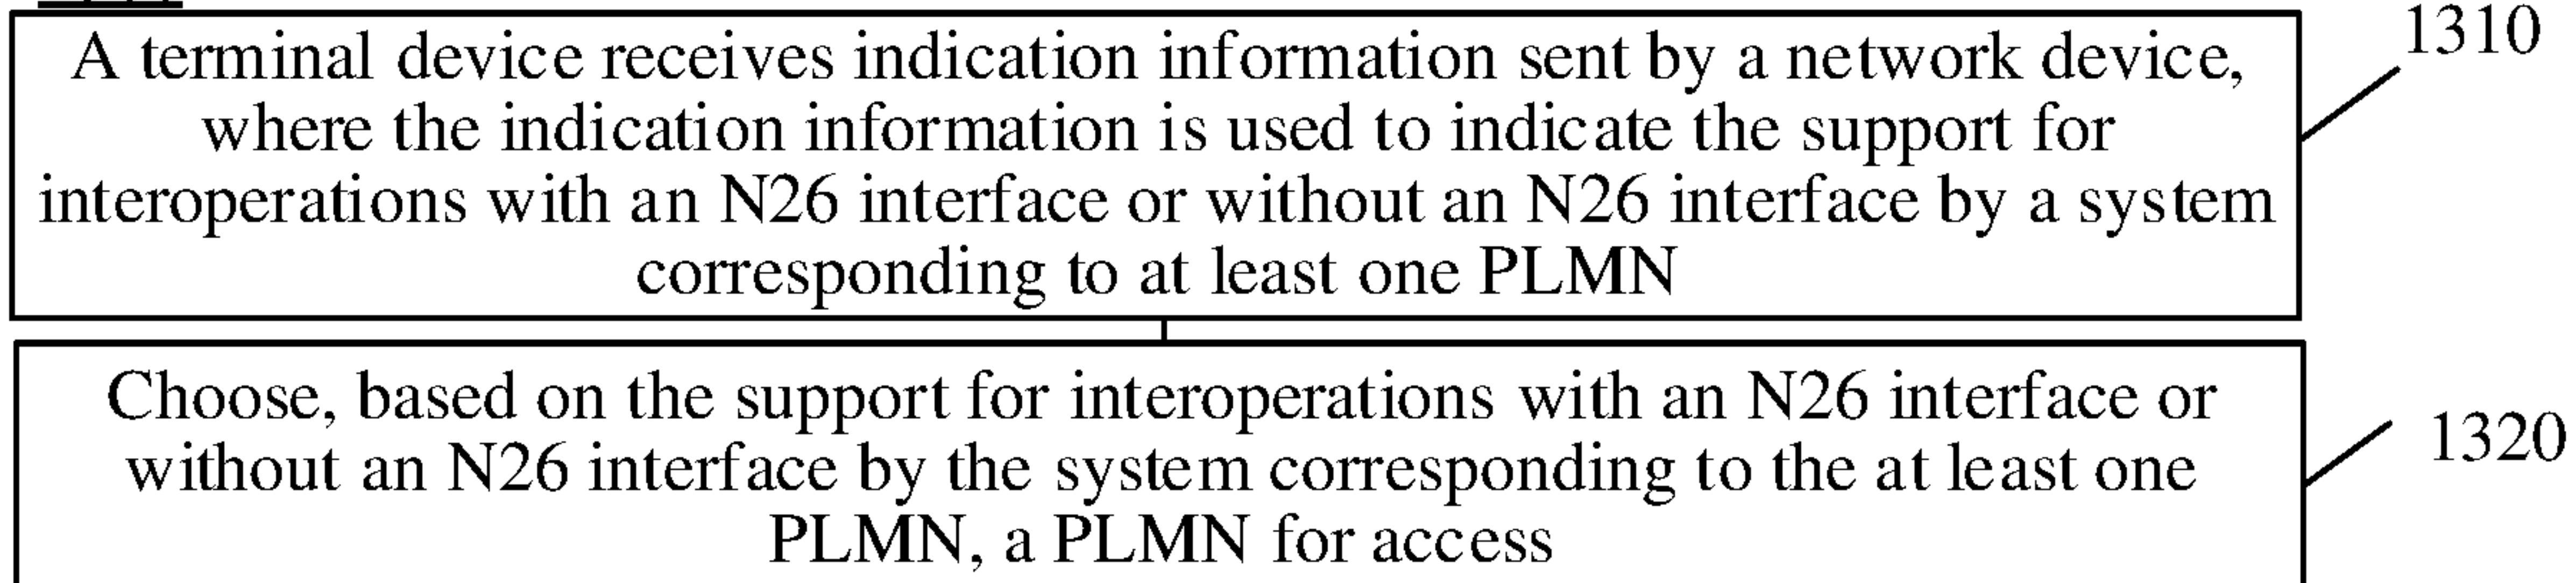 A terminal device receives indication information sent by a network device,
where the indication information is used to indicate the support for
interoperations with an N26 interface or without an N26 interface by a system
corresponding to at least one PLMN
1310
Choose, based on the support for interoperations with an N26 interface or
without an N26 interface by the system corresponding to the at least one
PLMN, a PLMN for access
1320